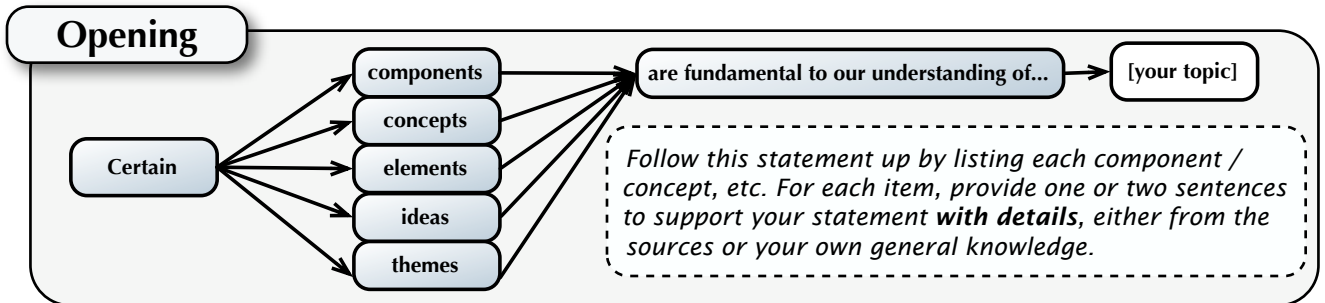 Opening
Certain
components
concepts
elements
ideas
themes
are fundamental to our understanding of...
[your topic]
Follow this statement up by listing each component /
concept, etc. For each item, provide one or two sentences
to support your statement with details, either from the
sources or your own general knowledge.